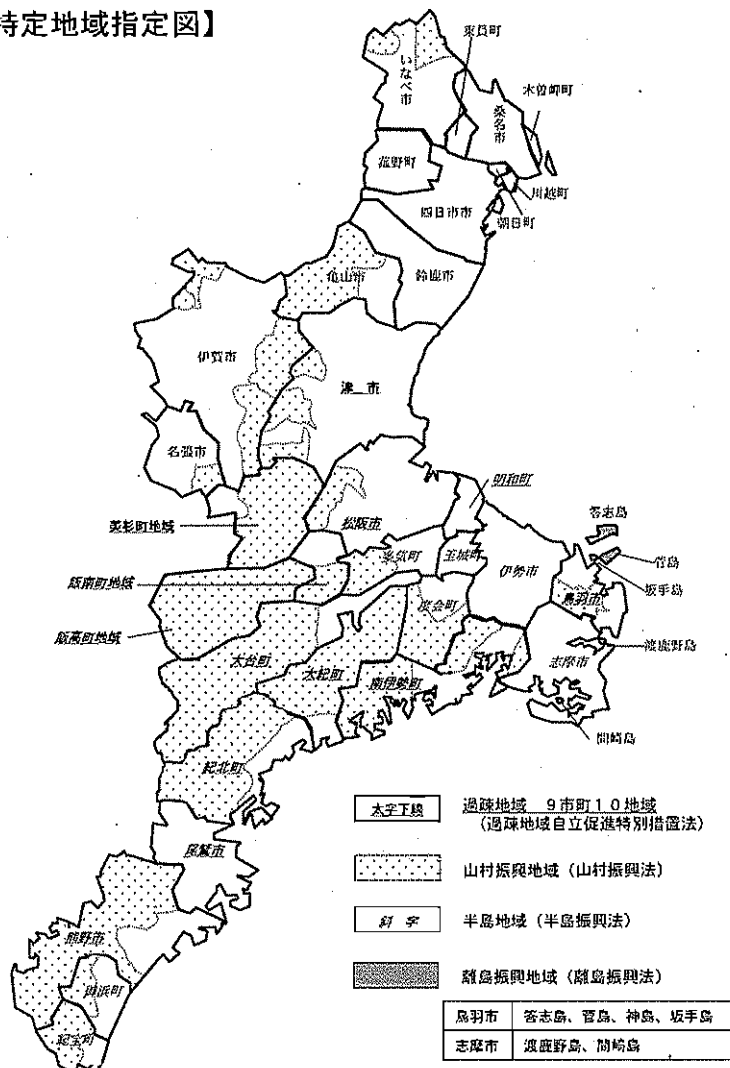 特定地域指定図】
東員町
いなべ市
木曽岬町
桑名市
菰野町
川越町
四日市市
朝日町
亀山市
鈴鹿市
伊賀市
津市
名張市
明和町
答志島
美杉町地域
松阪市
菅島
多気町
玉城町
伊勢市
坂手島
飯南町地域
度会町
鳥羽市
飯高町地域
渡鹿野島
大台町
志摩市
大紀町
南伊勢町
間崎島
紀北町
太字下線
過疎地域 9市町10地域
(過疎地域自立促進特別措置法)
尾鷲市
山村振興地域(山村振興法)
斜字
半島地域(半島振興法)
熊野市
御浜町
離島振興地域(離島振興法)
紀宝町
鳥羽市 答志島、菅島、神島、坂手島
志摩市 渡鹿野島、間崎島